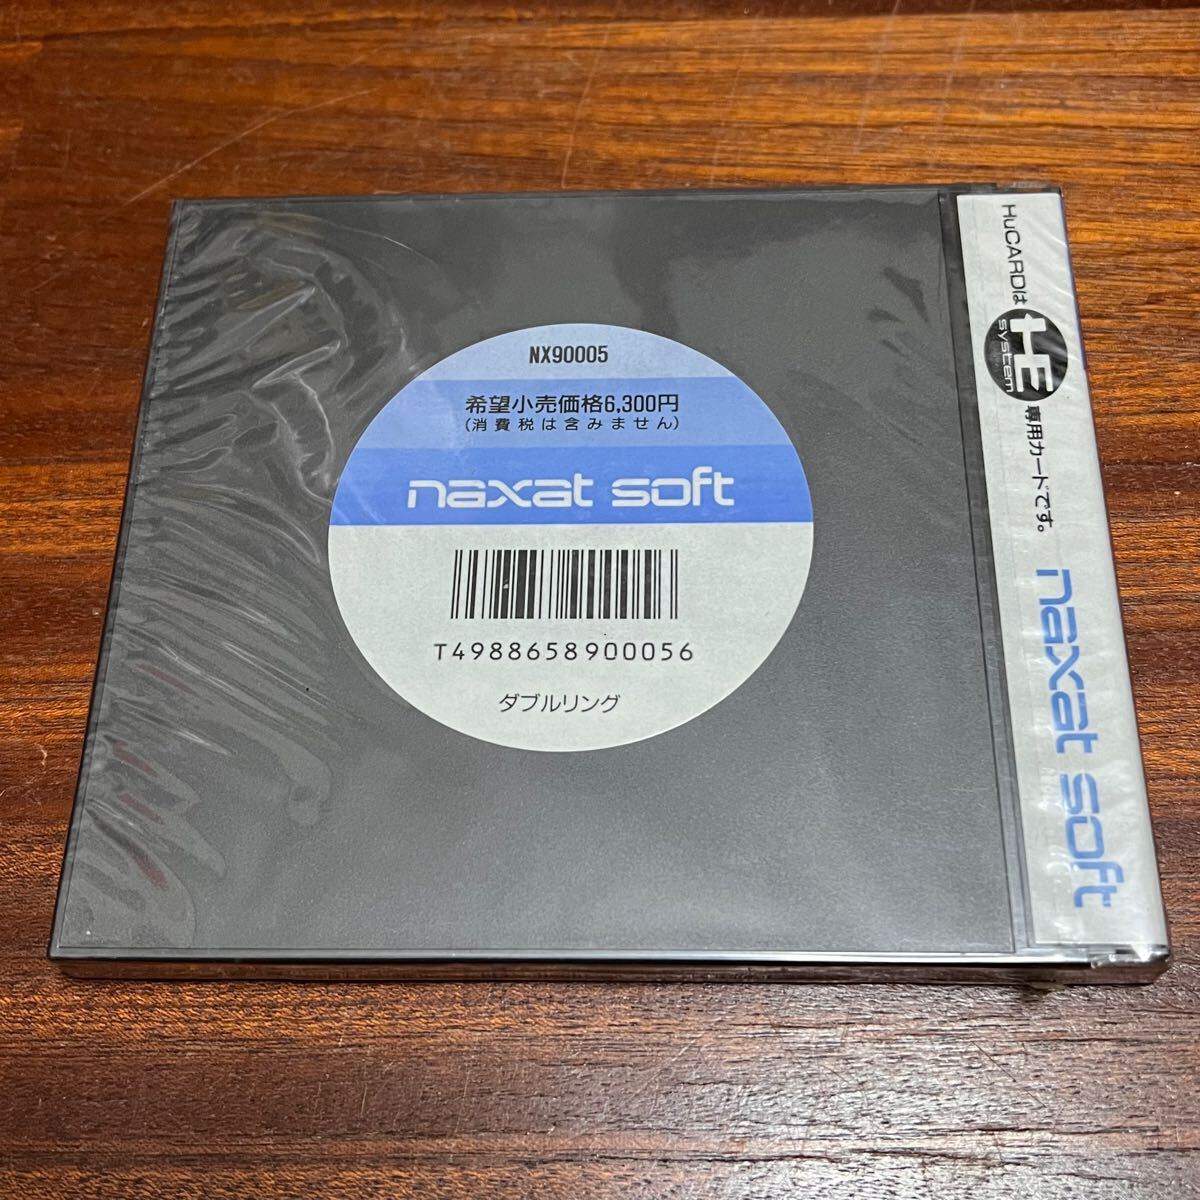 NX90005
希望小売価格6,300円
(消費税は含みません)
naxat soft
T4988658900056
ダブルリング
HuCARDは HE system 専用カードです。
naxat soft